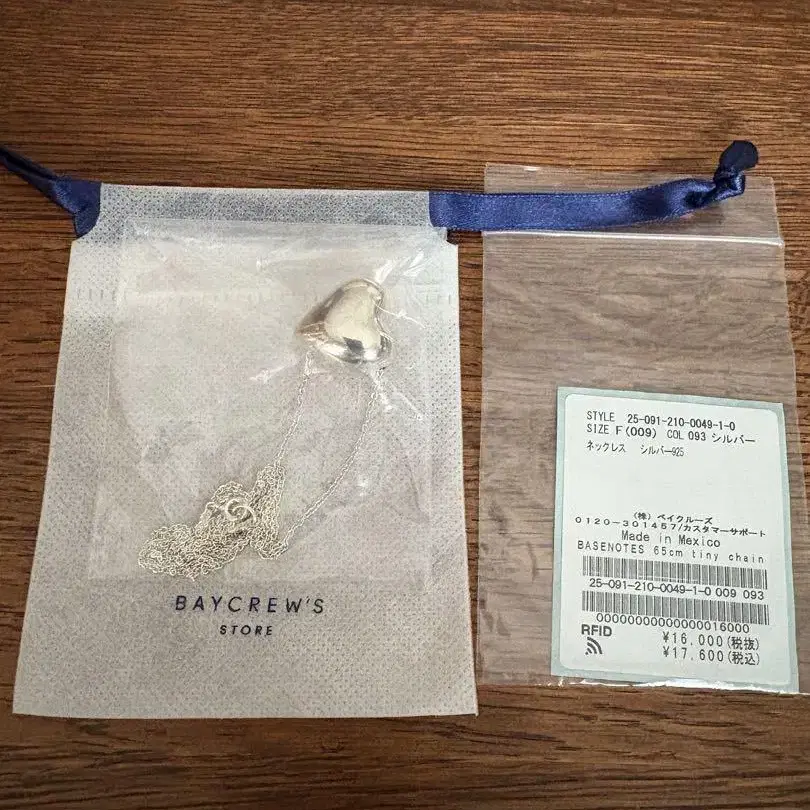 BAYCREW'S
STORE
STYLE 25-091-210-0049-1-0
SIZE F(009) COL 093 シルバー
ネックレス シルバー925
(株)ベイクルーズ
0120-301457/カスタマーサポート
Made in Mexico
BASENOTES 65cm tiny chain
25-091-210-0049-1-0 009 093
00000000000000016000
RFID
¥16,000(税抜)
¥17,600(税込)